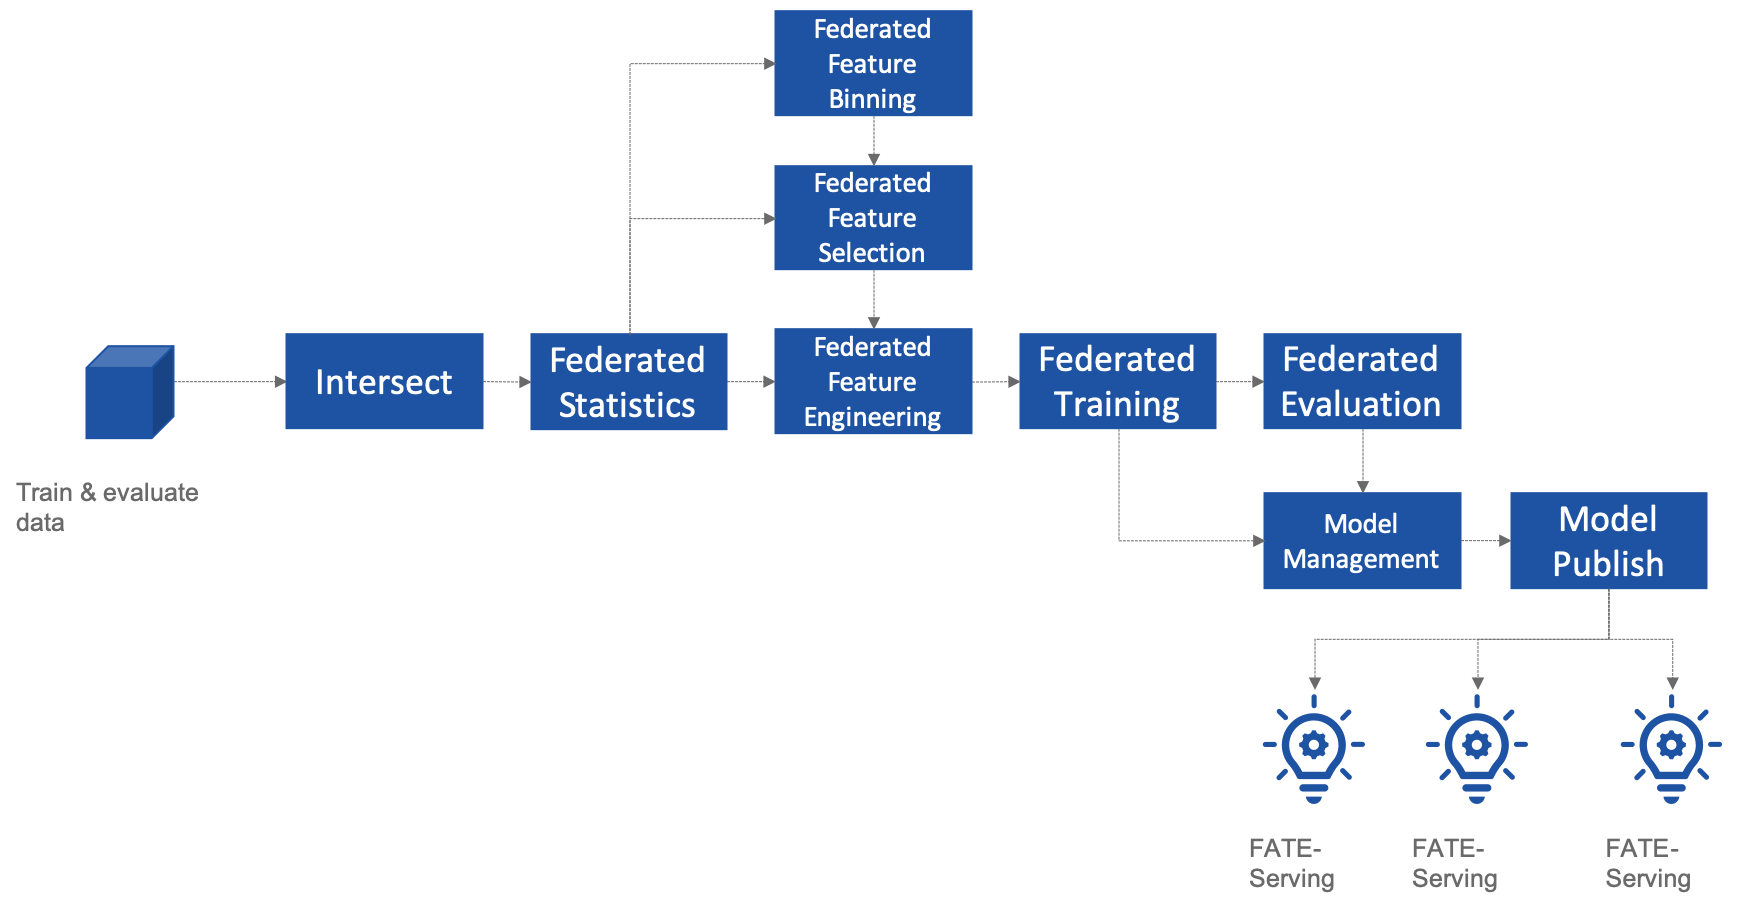 Federated
Feature
Binning
Federated
Feature
Selection
Train & evaluate
data
Intersect
Federated
Statistics
Federated
Feature
Engineering
Federated
Training
Federated
Evaluation
Model
Management
Model
Publish
FATE-
Serving
FATE-
Serving
FATE-
Serving